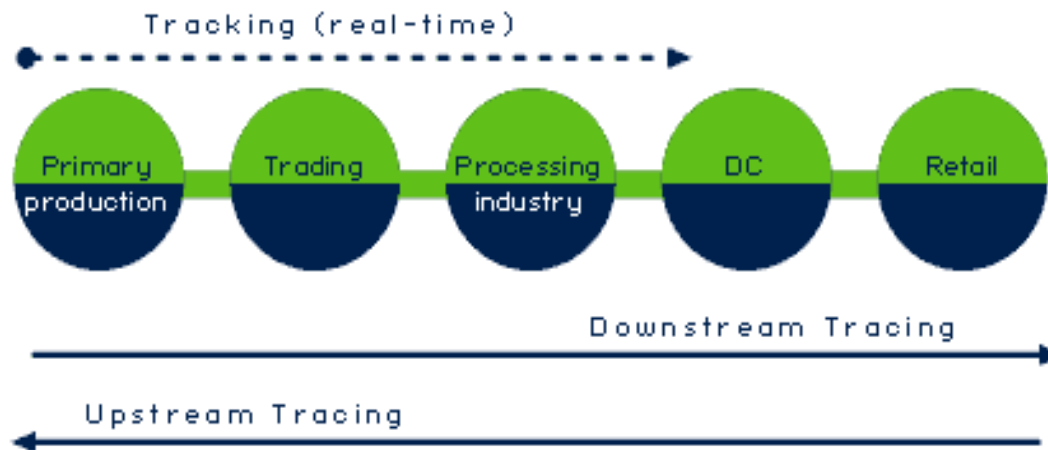 Tracking (real-time)
Primary
production
Trading
Processing
industry
DC
Retail
Downstream Tracing
Upstream Tracing